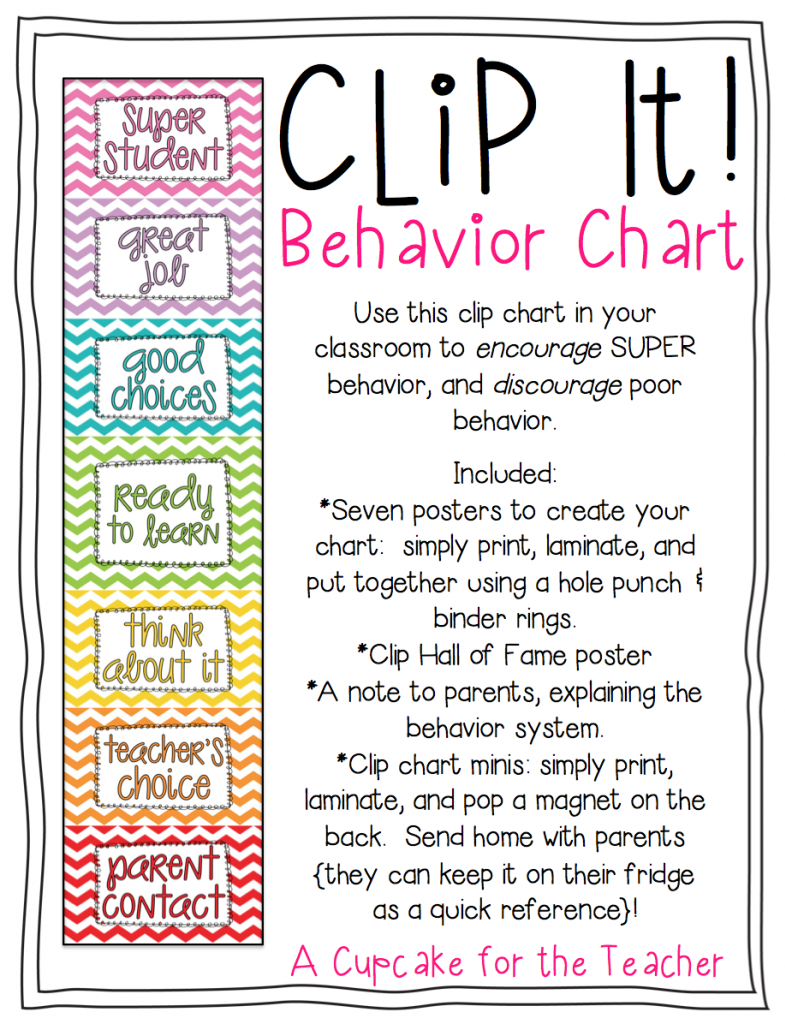 super
student
great
job
good
choices
ready
to learn
think
about it
teacher's
choice
parent
contact
CLiP It!
Behavior Chart
Use this clip chart in your
classroom to encourage SUPER
behavior, and discourage poor
behavior.
Included:
*Seven posters to create your
chart: simply print, laminate, and
put together using a hole punch &
binder rings.
*Clip Hall of Fame poster
*A note to parents, explaining the
behavior system.
*Clip chart minis: simply print,
laminate, and pop a magnet on the
back. Send home with parents
{they can keep it on their fridge
as a quick reference}!
A Cupcake for the Teacher